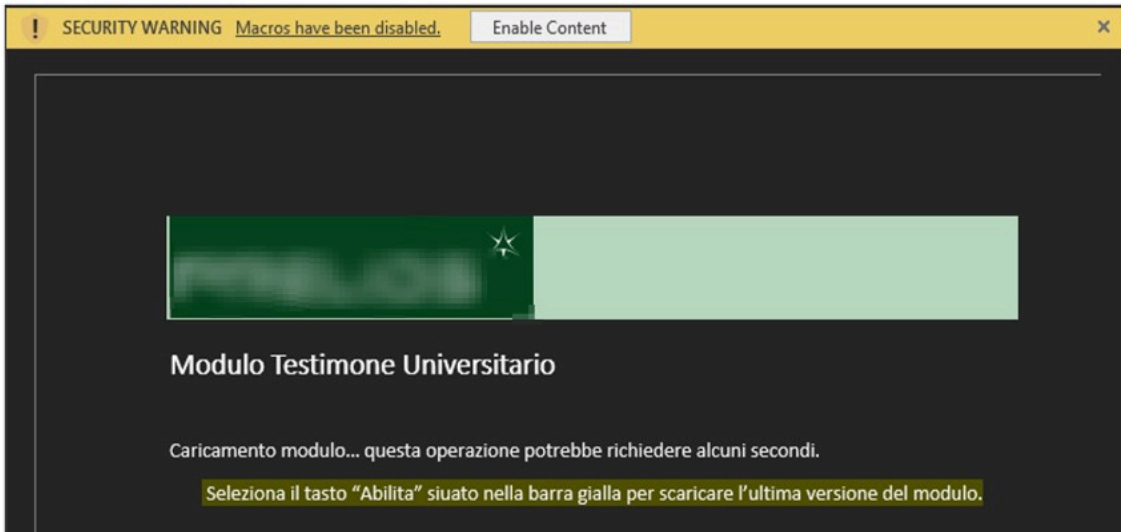 SECURITY WARNING Macros have been disabled. Enable Content
Modulo Testimone Universitario
Caricamento modulo... questa operazione potrebbe richiedere alcuni secondi.
Seleziona il tasto “Abilita” siuato nella barra gialla per scaricare l’ultima versione del modulo.